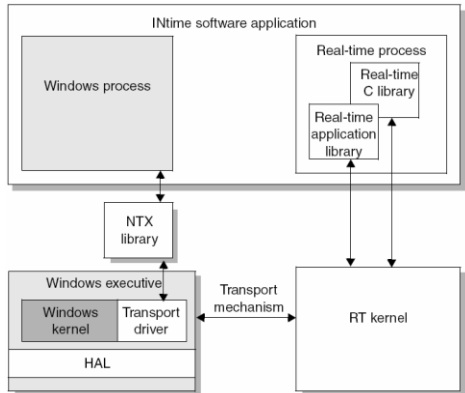 INtime software application
Windows process
Real-time process
Real-time
C library
Real-time
application
library
NTX
library
Windows executive
Windows
kernel
Transport
driver
HAL
Transport
mechanism
RT kernel